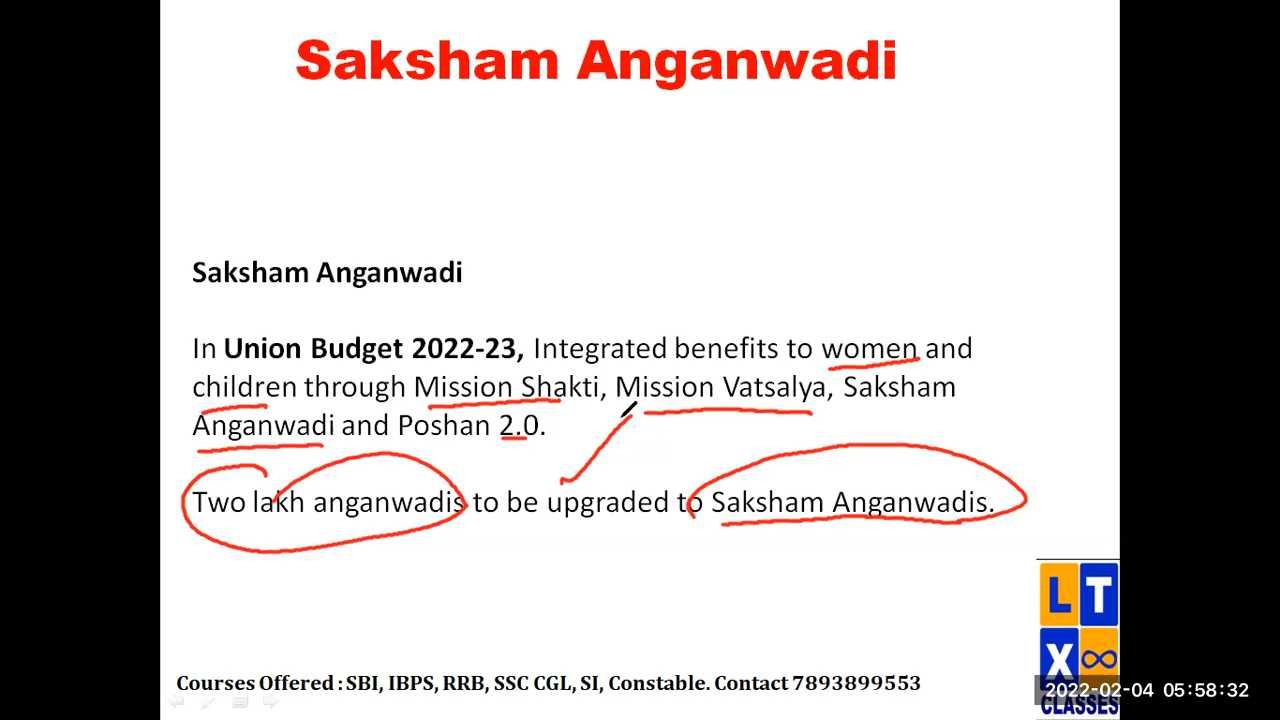 Saksham Anganwadi
Saksham Anganwadi
In Union Budget 2022-23, Integrated benefits to women and
children through Mission Shakti, Mission Vatsalya, Saksham
Anganwadi and Poshan 2.0.
Two lakh anganwadis to be upgraded to Saksham Anganwadis.
L T
X ∞
CLASSES
Courses Offered : SBI, IBPS, RRB, SSC CGL, SI, Constable. Contact 7893899553
2022-02-04 05:58:32